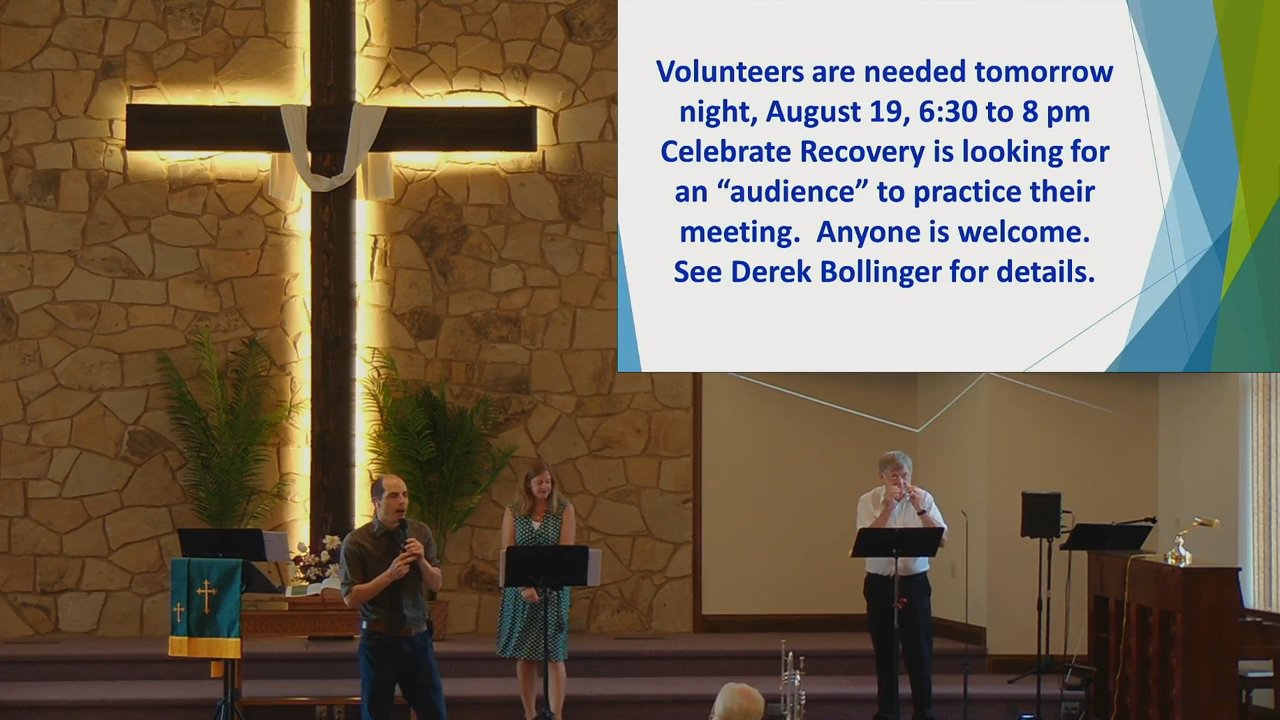 Volunteers are needed tomorrow
night, August 19, 6:30 to 8 pm
Celebrate Recovery is looking for
an “audience” to practice their
meeting.  Anyone is welcome.
See Derek Bollinger for details.